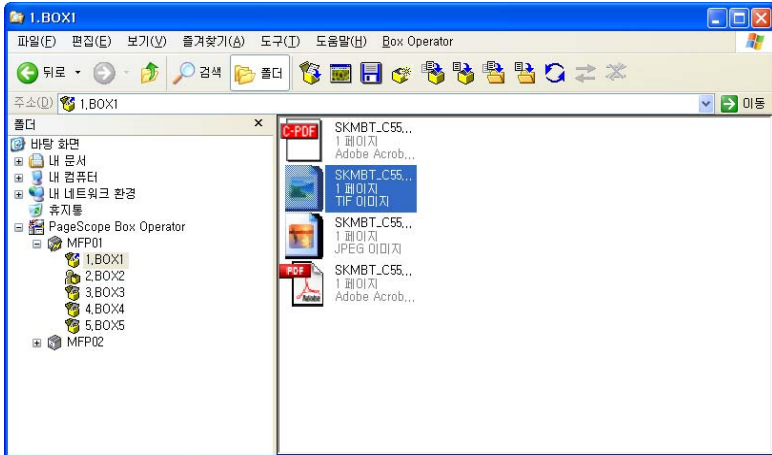 1.BOX1
파일(F) 편집(E) 보기(V) 즐겨찾기(A) 도구(T) 도움말(H) Box Operator
뒤로 검색 폴더
주소(D) 1.BOX1 이동
폴더 ×
바탕 화면
내 문서
내 컴퓨터
내 네트워크 환경
휴지통
PageScope Box Operator
MFP01
1.BOX1
2.BOX2
3.BOX3
4.BOX4
5.BOX5
MFP02
C-PDF
SKMBT_C55...
1 페이지
Adobe Acrob...
SKMBT_C55...
1 페이지
TIF 이미지
SKMBT_C55...
1 페이지
JPEG 이미지
PDF
Adobe
SKMBT_C55...
1 페이지
Adobe Acrob...